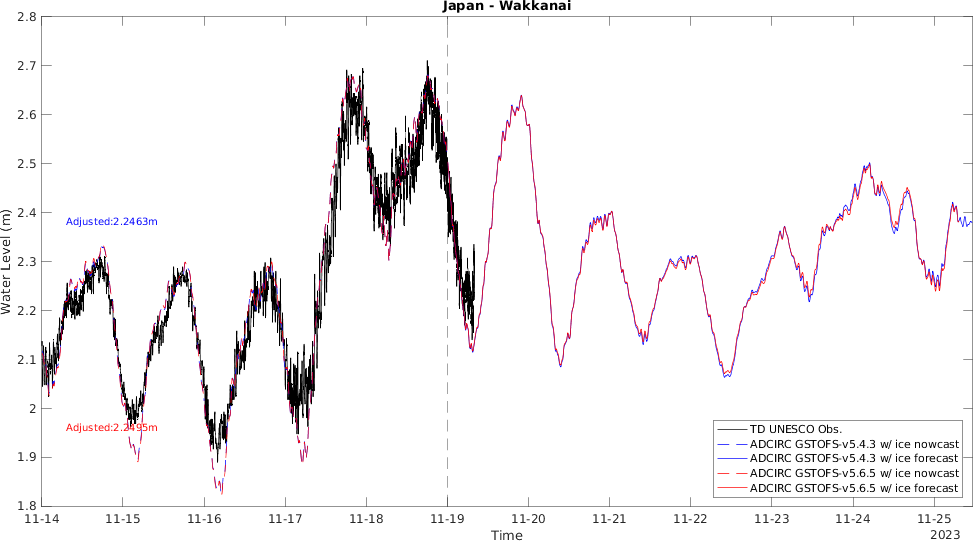 Japan - Wakkanai
Water Level (m)
2.8
2.7
2.6
2.5
2.4
2.3
2.2
2.1
2
1.9
1.8
Adjusted:2.2463m
Adjusted:2.2495m
TD UNESCO Obs.
ADCIRC GSTOFS-v5.4.3 w/ ice nowcast
ADCIRC GSTOFS-v5.4.3 w/ ice forecast
ADCIRC GSTOFS-v5.6.5 w/ ice nowcast
ADCIRC GSTOFS-v5.6.5 w/ ice forecast
11-14 11-15 11-16 11-17 11-18 11-19 11-20 11-21 11-22 11-23 11-24 11-25
Time
2023